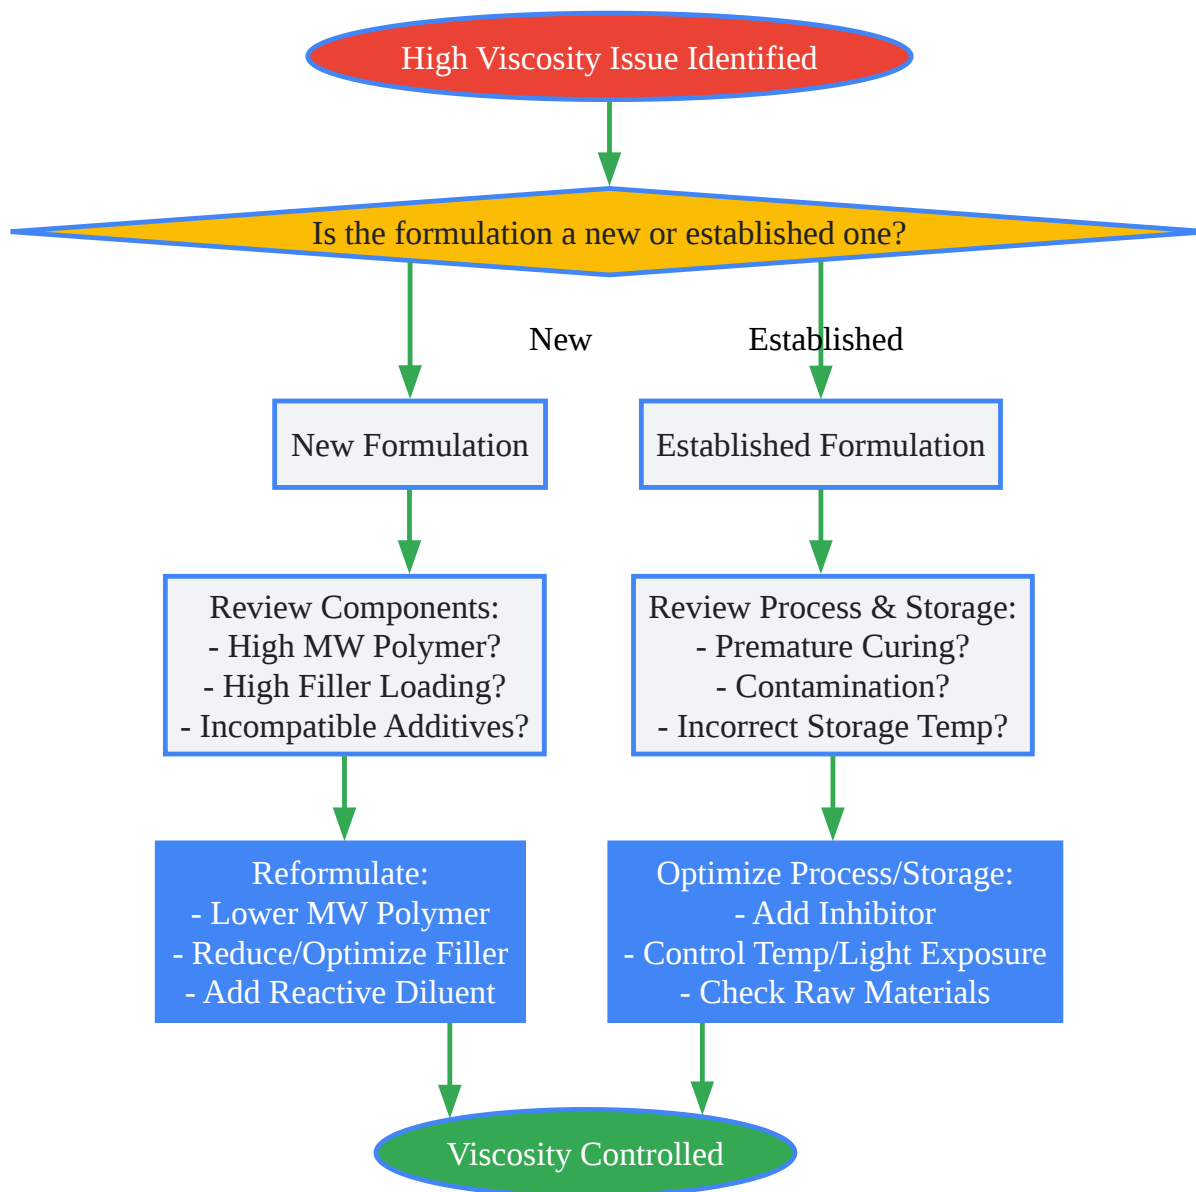 High Viscosity Issue Identified
Is the formulation a new or established one?
New
Established
New Formulation
Established Formulation
Review Components:
- High MW Polymer?
- High Filler Loading?
- Incompatible Additives?
Review Process & Storage:
- Premature Curing?
- Contamination?
- Incorrect Storage Temp?
Reformulate:
- Lower MW Polymer
- Reduce/Optimize Filler
- Add Reactive Diluent
Optimize Process/Storage:
- Add Inhibitor
- Control Temp/Light Exposure
- Check Raw Materials
Viscosity Controlled